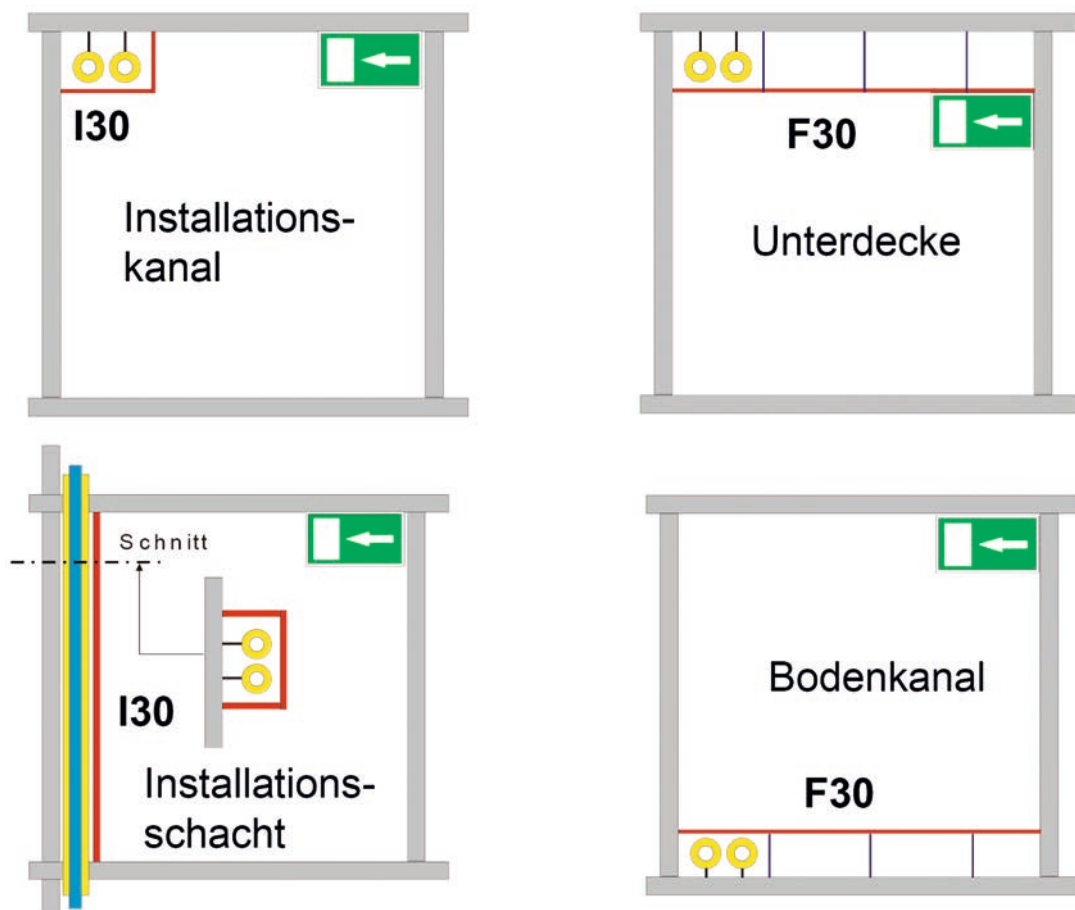 I30
Installations-
kanal
F30
Unterdecke
Schnitt
I30
Installations-
schacht
Bodenkanal
F30